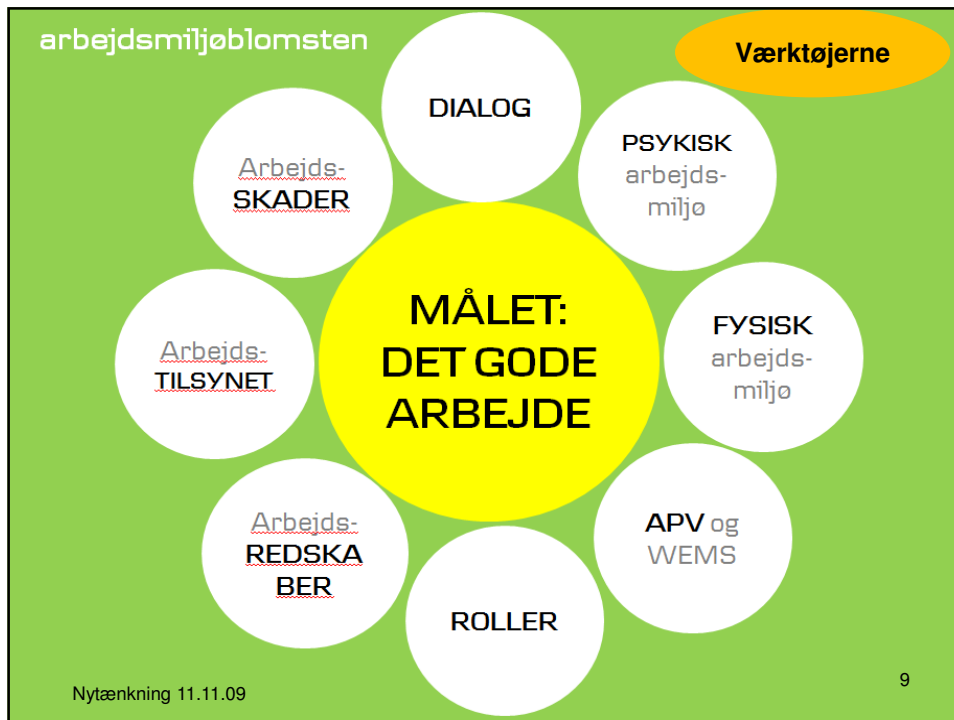 arbejdsmiljøblomsten
Værktøjerne
DIALOG
PSYKISK
arbejds-
miljø
FYSISK
arbejds-
miljø
APV og
WEMS
ROLLER
Arbejds-
REDSKA
BER
Arbejds-
TILSYNET
Arbejds-
SKADER
MÅLET:
DET GODE
ARBEJDE
Nytænkning 11.11.09
9